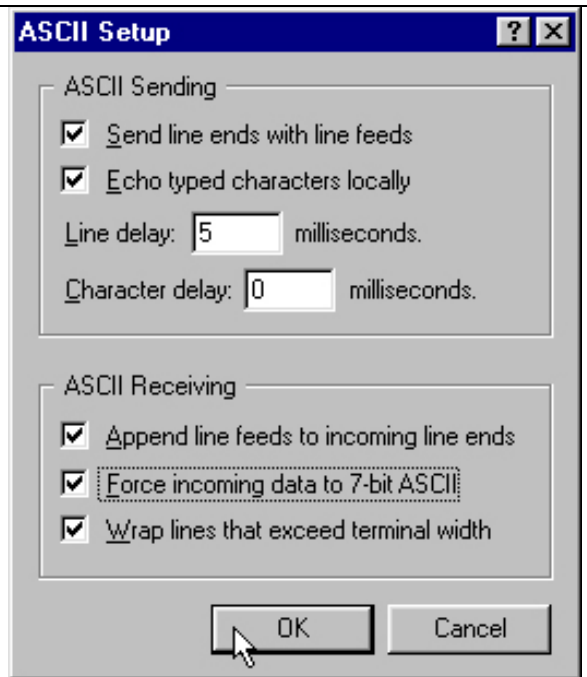 ASCII Setup
ASCII Sending
Send line ends with line feeds
Echo typed characters locally
Line delay: 5 milliseconds.
Character delay: 0 milliseconds.
ASCII Receiving
Append line feeds to incoming line ends
Force incoming data to 7-bit ASCII
Wrap lines that exceed terminal width
OK Cancel